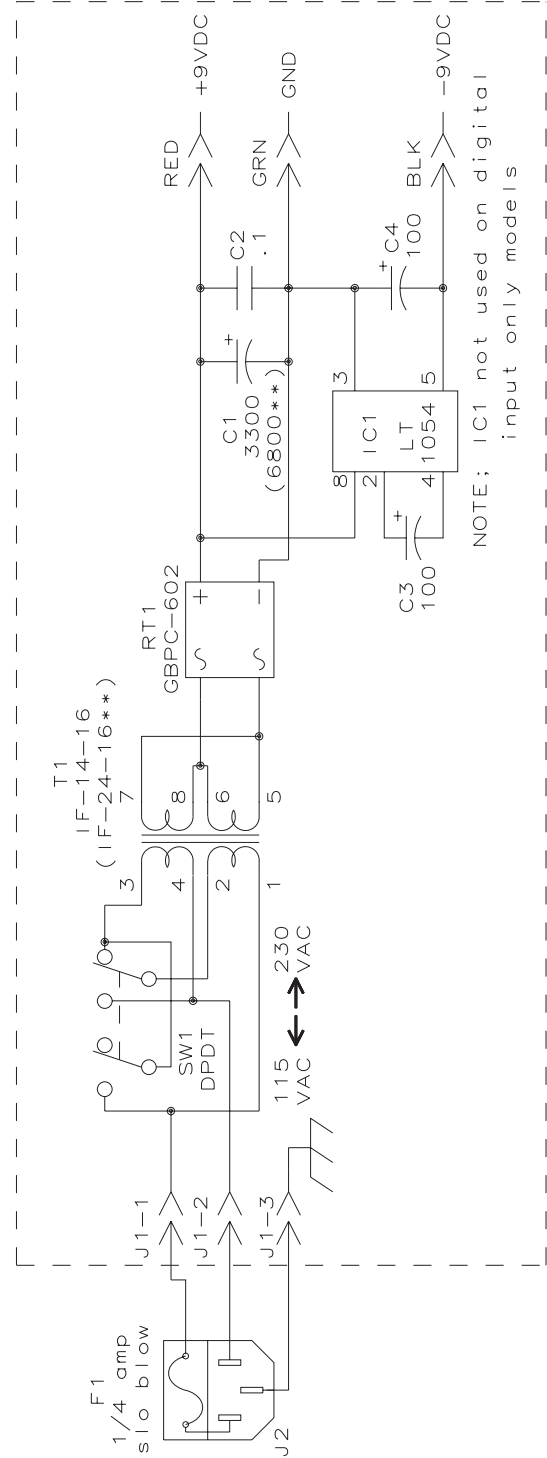 F1
1/4 amp
slo blow
J2
J1-1
J1-2
J1-3
SW1
DPDT
115
VAC
230
VAC
T1
IF-14-16
(IF-24-16**)
3
4
2
1
7
8
6
5
RT1
GBPC-602
+
-
C1
3300
(6800**)
+
C2
.1
8
2
4
3
5
IC1
LT
1054
C3
100
+
C4
100
+
RED
GRN
BLK
+9VDC
GND
-9VDC
NOTE; IC1 not used on digital
input only models